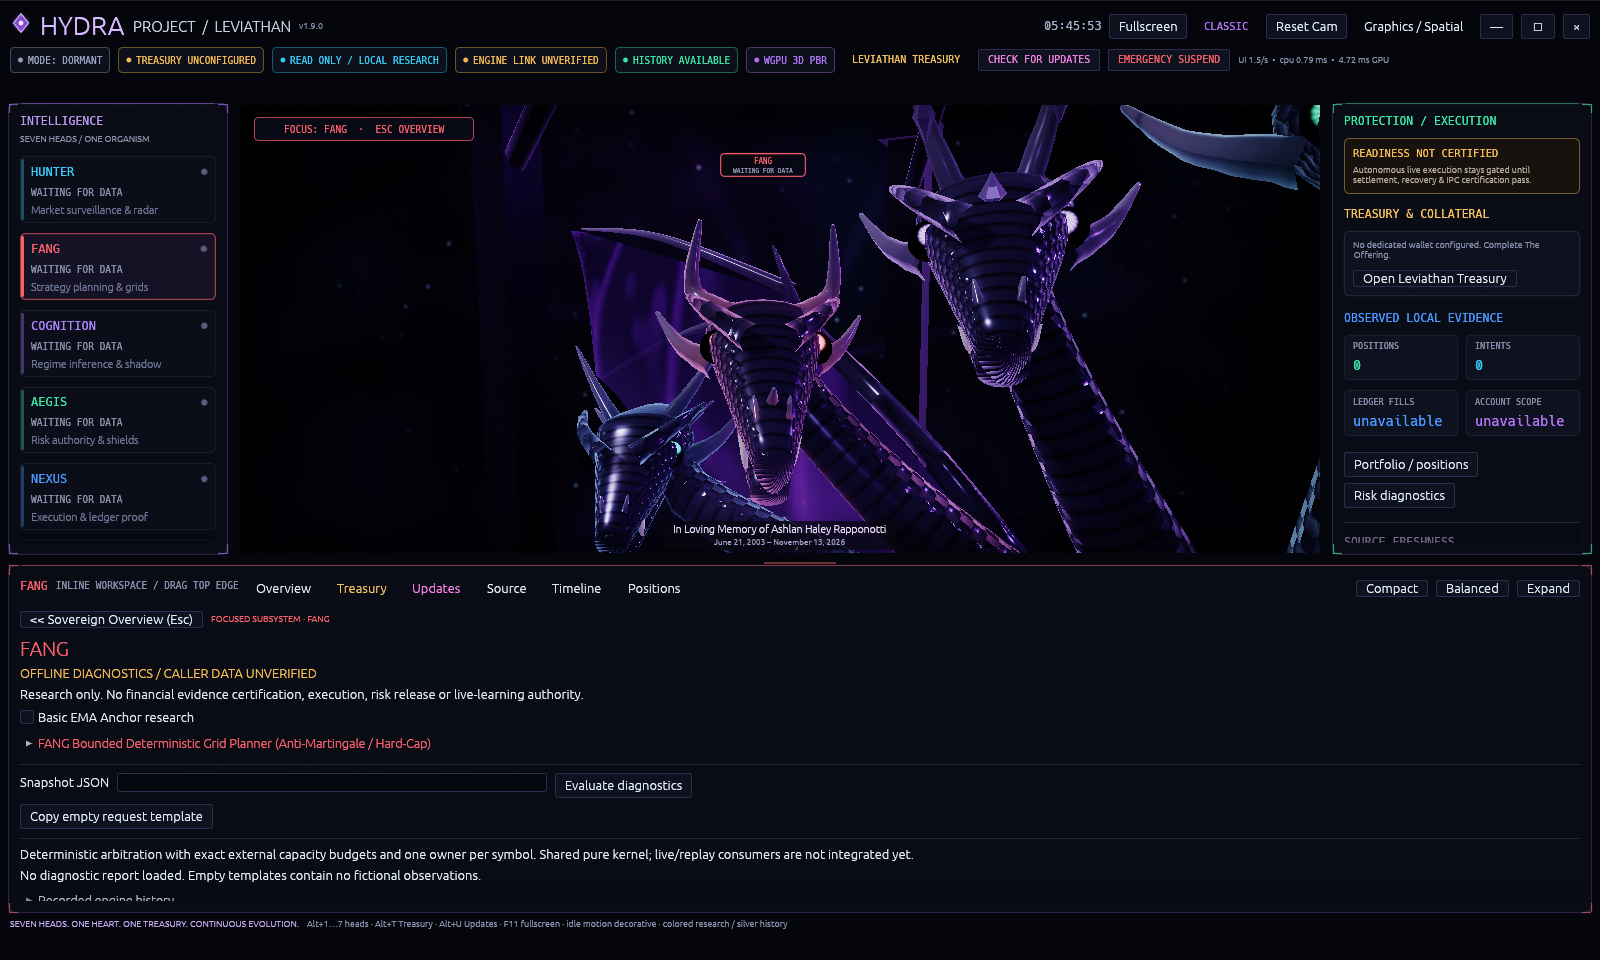 HYDRA PROJECT / LEVIATHAN v1.9.0
05:45:53 Fullscreen CLASSIC Reset Cam Graphics / Spatial
MODE: DORMANT TREASURY UNCONFIGURED READ ONLY / LOCAL RESEARCH ENGINE LINK UNVERIFIED HISTORY AVAILABLE WGPU 3D PBR LEVIATHAN TREASURY CHECK FOR UPDATES EMERGENCY SUSPEND UI 1.5/s • cpu 0.79 ms • 4.72 ms GPU
INTELLIGENCE
SEVEN HEADS / ONE ORGANISM
HUNTER
WAITING FOR DATA
Market surveillance & radar
FANG
WAITING FOR DATA
Strategy planning & grids
COGNITION
WAITING FOR DATA
Regime inference & shadow
AEGIS
WAITING FOR DATA
Risk authority & shields
NEXUS
WAITING FOR DATA
Execution & ledger proof
FOCUS: FANG · ESC OVERVIEW
FANG
WAITING FOR DATA
In Loving Memory of Ashlan Haley Rapponotti
June 21, 2003 – November 13, 2026
PROTECTION / EXECUTION
READINESS NOT CERTIFIED
Autonomous live execution stays gated until
settlement, recovery & IPC certification pass.
TREASURY & COLLATERAL
No dedicated wallet configured. Complete The
Offering.
Open Leviathan Treasury
OBSERVED LOCAL EVIDENCE
POSITIONS INTENTS
0 0
LEDGER FILLS ACCOUNT SCOPE
unavailable unavailable
Portfolio / positions
Risk diagnostics
SOURCE FRESHNESS
FANG INLINE WORKSPACE / DRAG TOP EDGE Overview Treasury Updates Source Timeline Positions Compact Balanced Expand
<< Sovereign Overview (Esc) FOCUSED SUBSYSTEM · FANG
FANG
OFFLINE DIAGNOSTICS / CALLER DATA UNVERIFIED
Research only. No financial evidence certification, execution, risk release or live-learning authority.
Basic EMA Anchor research
FANG Bounded Deterministic Grid Planner (Anti-Martingale / Hard-Cap)
Snapshot JSON Evaluate diagnostics
Copy empty request template
Deterministic arbitration with exact external capacity budgets and one owner per symbol. Shared pure kernel; live/replay consumers are not integrated yet.
No diagnostic report loaded. Empty templates contain no fictional observations.
Recorded engine history
SEVEN HEADS. ONE HEART. ONE TREASURY. CONTINUOUS EVOLUTION. Alt+1…7 heads · Alt+T Treasury · Alt+U Updates · F11 fullscreen · idle motion decorative · colored research / silver history